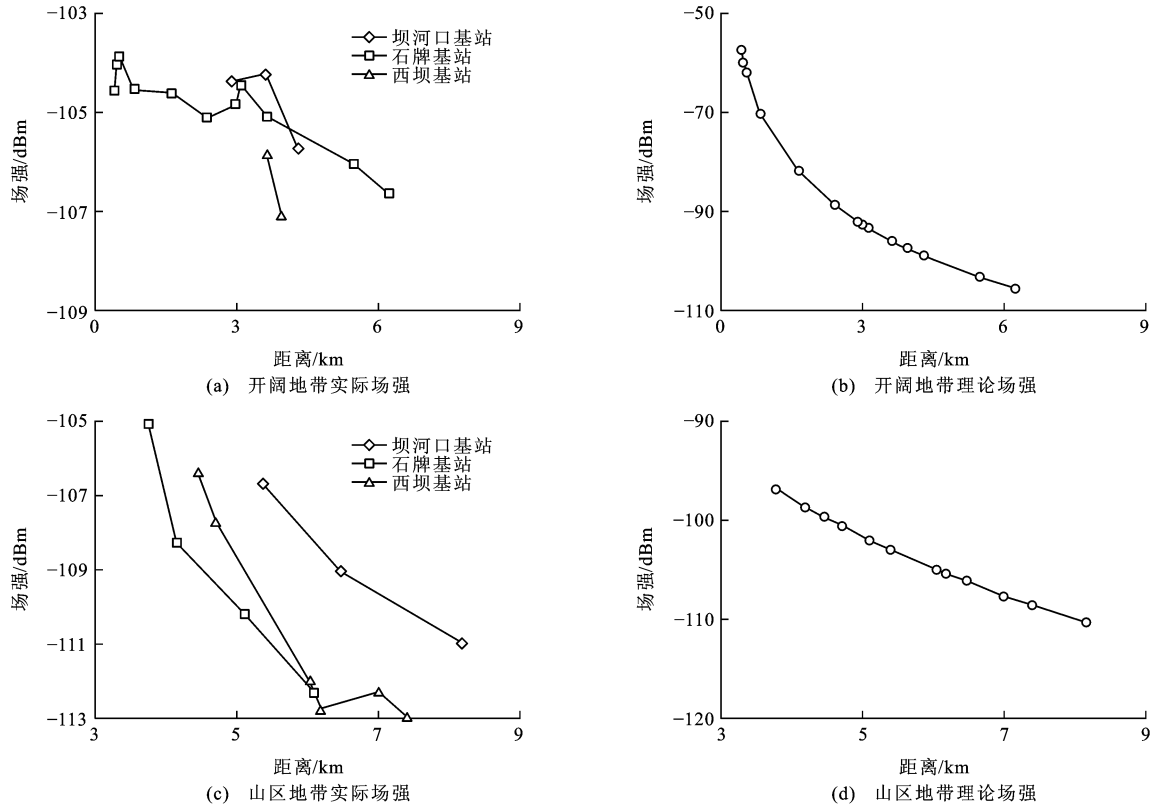 −103
−105
−107
−109
场强/dBm
0
3
6
9
距离/km
坝河口基站
石牌基站
西坝基站
(a) 开阔地带实际场强
−50
−70
−90
−110
场强/dBm
0
3
6
9
距离/km
(b) 开阔地带理论场强
−105
−107
−109
−111
−113
场强/dBm
3
5
7
9
距离/km
坝河口基站
石牌基站
西坝基站
(c) 山区地带实际场强
−90
−100
−110
−120
场强/dBm
3
5
7
9
距离/km
(d) 山区地带理论场强